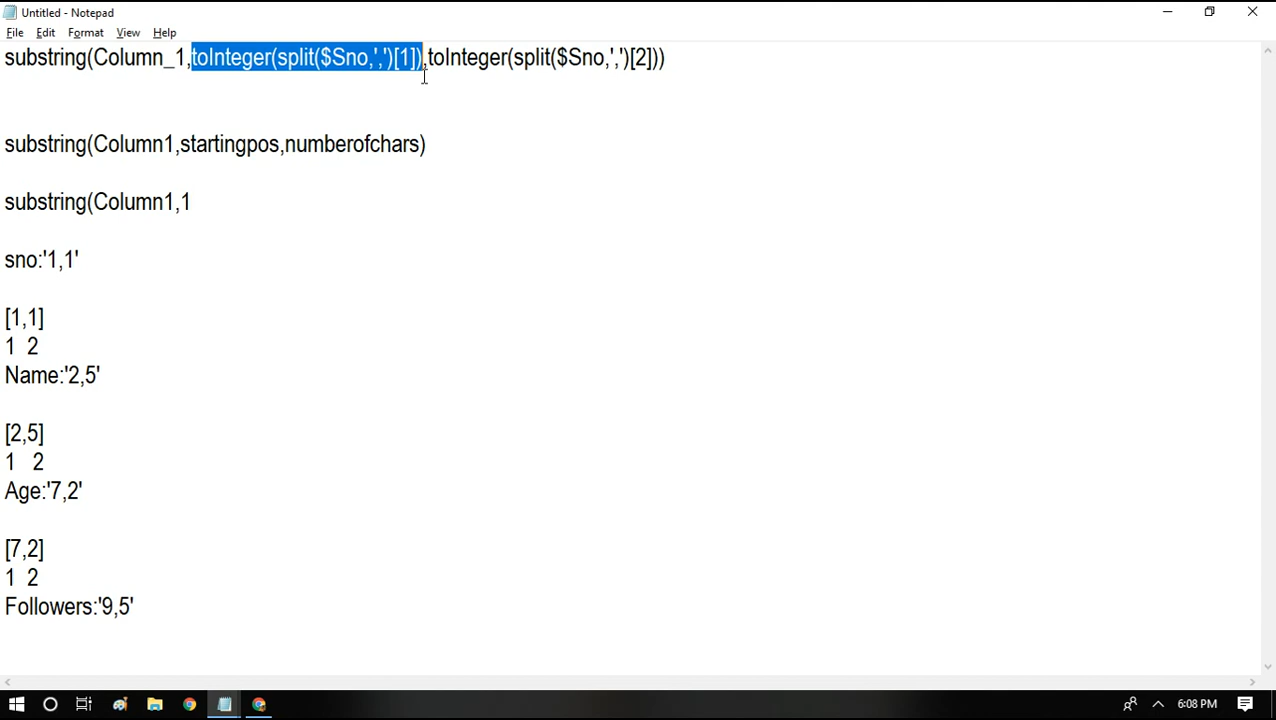 Untitled - Notepad
File Edit Format View Help
substring(Column_1,toInteger(split($Sno,',')[1]),toInteger(split($Sno,',')[2]))
substring(Column1,startingpos,numberofchars)
substring(Column1,1
sno:'1,1'
[1,1]
1 2
Name:'2,5'
[2,5]
1 2
Age:'7,2'
[7,2]
1 2
Followers:'9,5'
6:08 PM